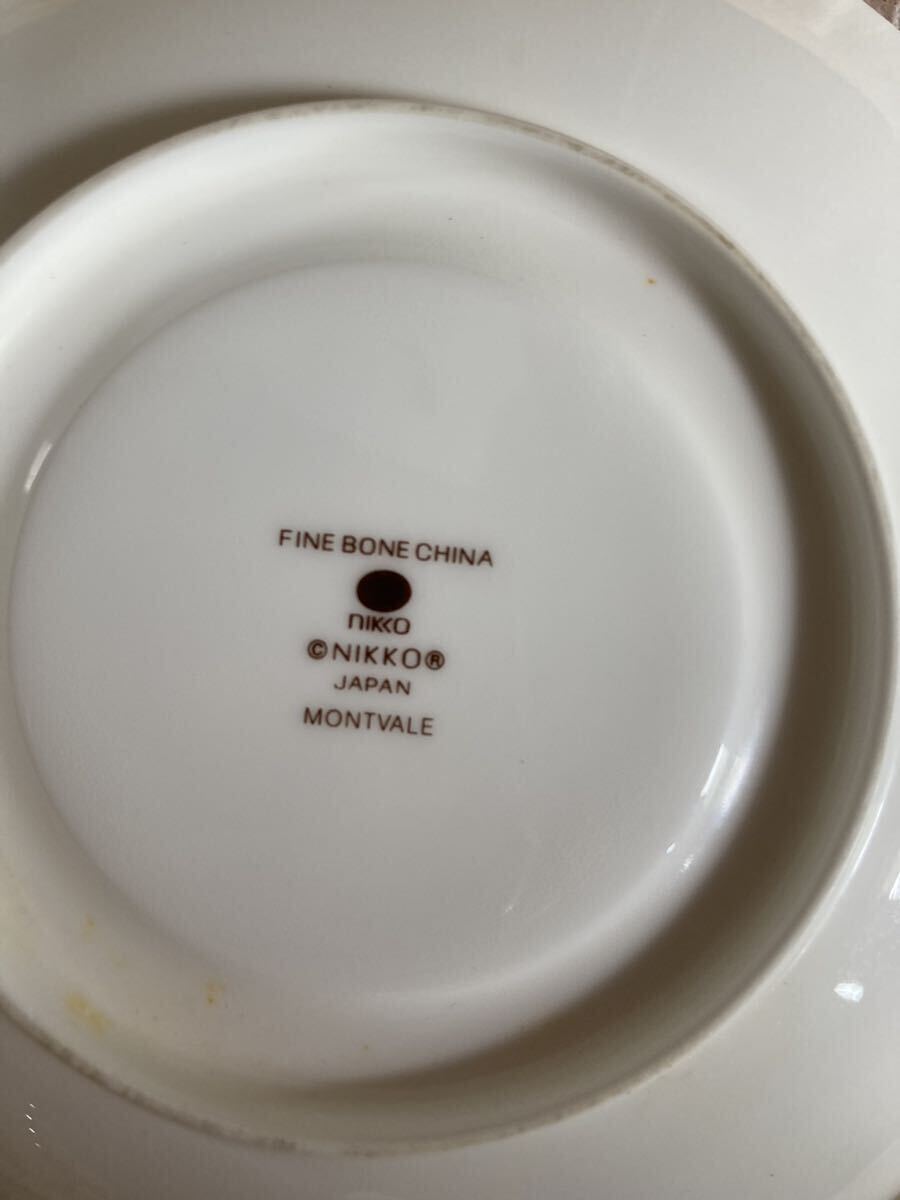 FINE BONE CHINA
nikko
©NIKKO®
JAPAN
MONTVALE